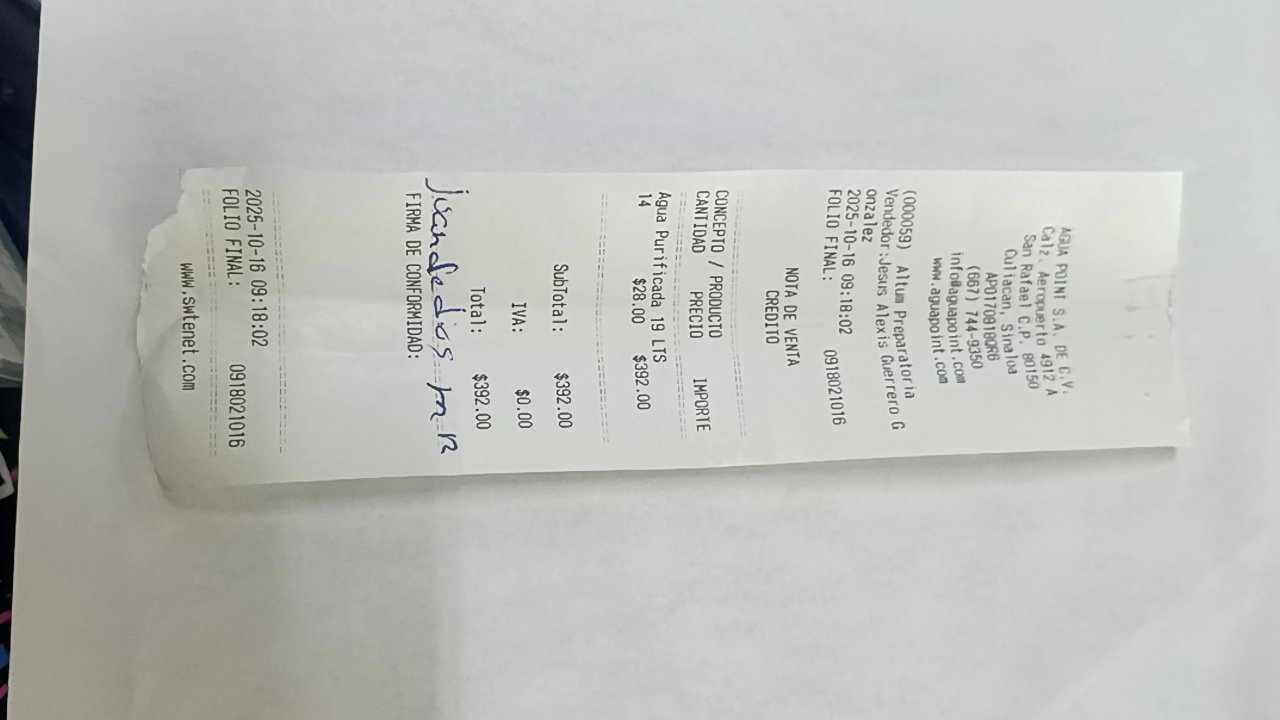 AGUA POINT S.A. DE C.V.
Calz. Aeropuerto 4912 A
San Rafael C.P. 80150
Culiacan, Sinaloa
APO170818QR6
(667) 744-9350
info@aguapoint.com
www.aguapoint.com
(000059) Altum Preparatoria
Vendedor:Jesus Alexis Guerrero G
onzalez
2025-10-16 09:18:02
FOLIO FINAL: 0918021016
NOTA DE VENTA
CREDITO
CONCEPTO / PRODUCTO
CANTIDAD PRECIO IMPORTE
Agua Purificada 19 LTS
14 $28.00 $392.00
SubTotal: $392.00
IVA: $0.00
Total: $392.00
juandedios m R
FIRMA DE CONFORMIDAD:
2025-10-16 09:18:02
FOLIO FINAL: 0918021016
www.swtenet.com